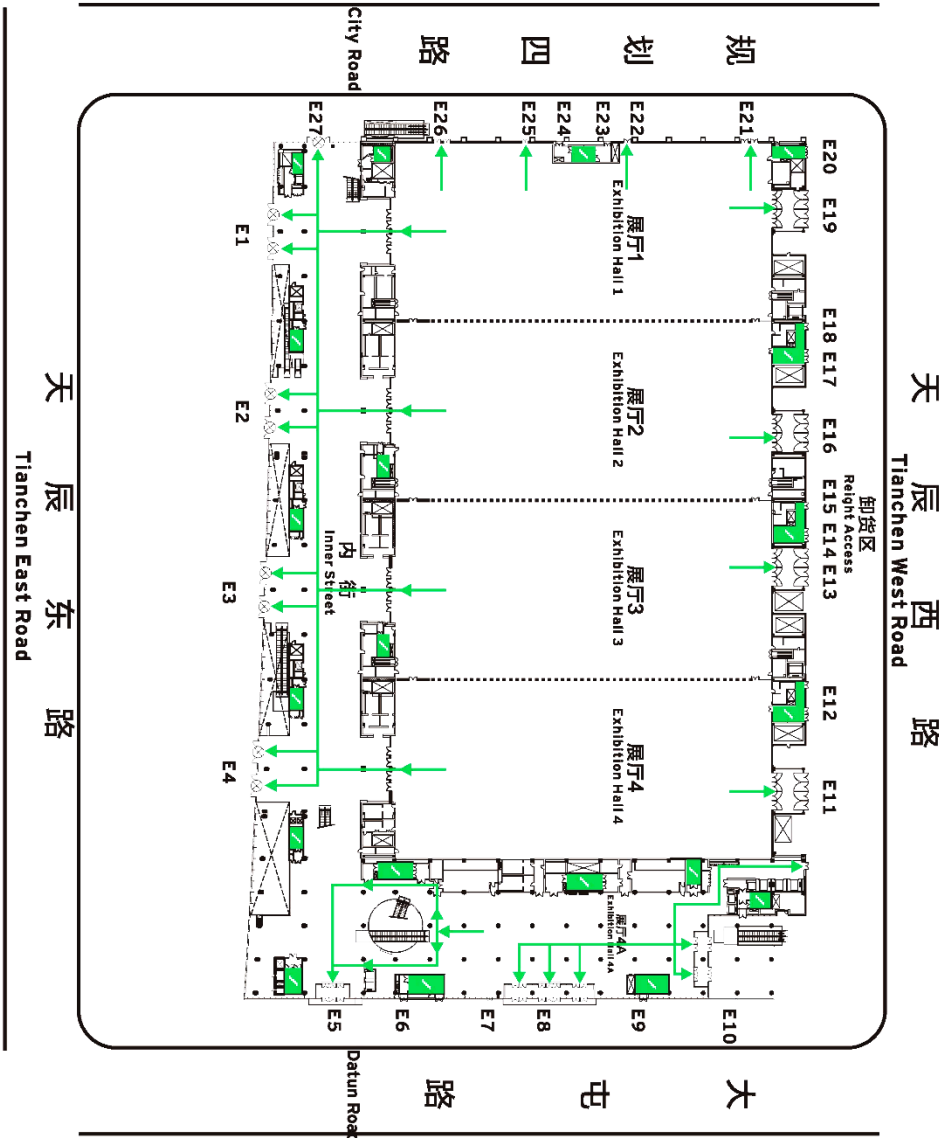 规划四路
City Road
天辰西路
Tianchen West Road
天辰东路
Tianchen East Road
大屯路
Datun Road
卸货区
Reight Access
内街
Inner Street
展厅1
Exhibition Hall 1
展厅2
Exhibition Hall 2
展厅3
Exhibition Hall 3
展厅4
Exhibition Hall 4
展厅4A
Exhibition Hall 4A
E1
E2
E3
E4
E5
E6
E7
E8
E9
E10
E11
E12
E13
E14
E15
E16
E17
E18
E19
E20
E21
E22
E23
E24
E25
E26
E27